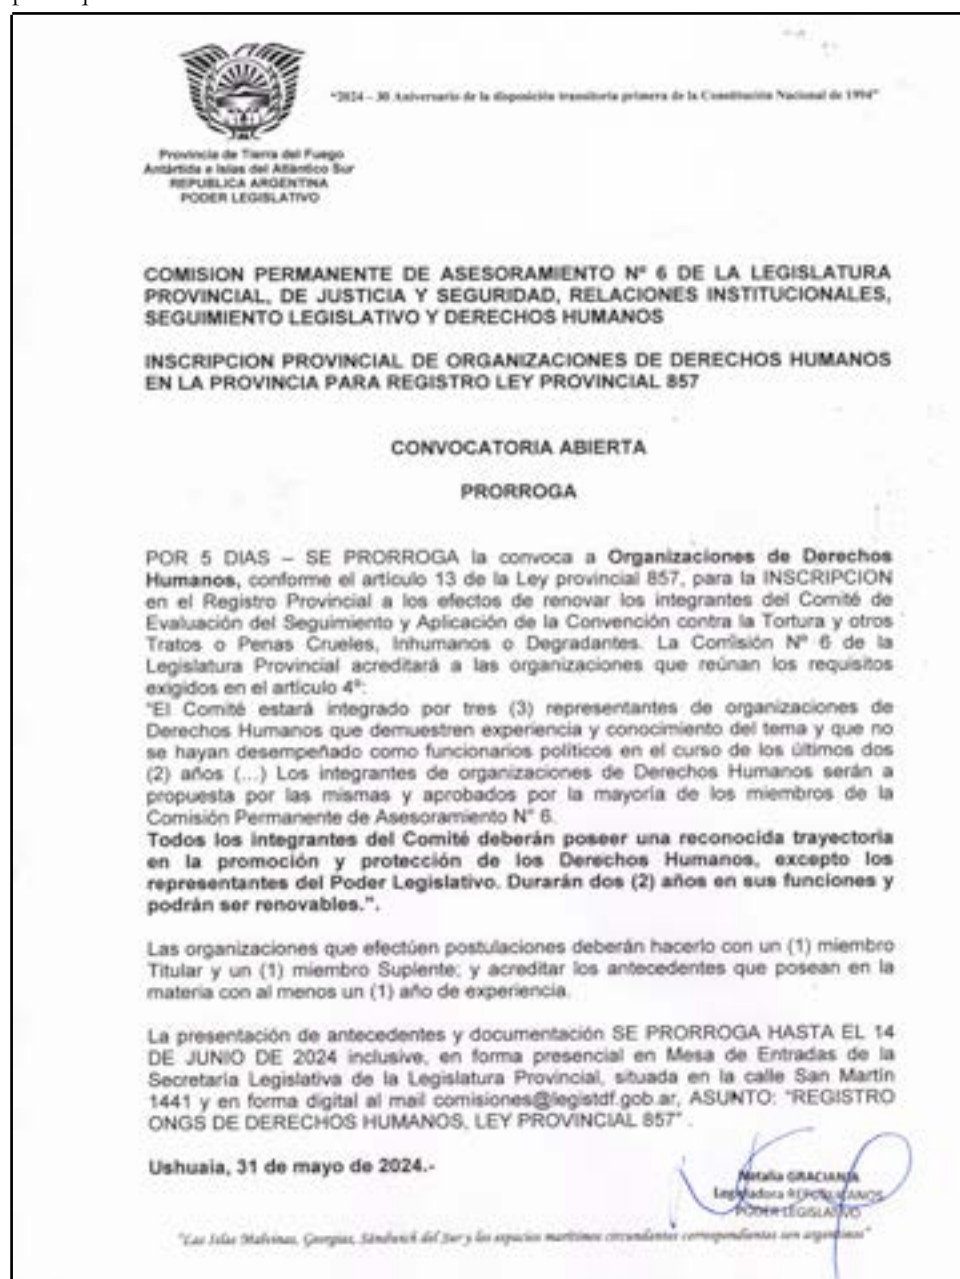 "2024 – 30 Aniversario de la disposición transitoria primera de la Constitución Nacional de 1994"
Provincia de Tierra del Fuego
Antártida e Islas del Atlántico Sur
REPUBLICA ARGENTINA
PODER LEGISLATIVO
COMISION PERMANENTE DE ASESORAMIENTO Nº 6 DE LA LEGISLATURA
PROVINCIAL, DE JUSTICIA Y SEGURIDAD, RELACIONES INSTITUCIONALES,
SEGUIMIENTO LEGISLATIVO Y DERECHOS HUMANOS
INSCRIPCION PROVINCIAL DE ORGANIZACIONES DE DERECHOS HUMANOS
EN LA PROVINCIA PARA REGISTRO LEY PROVINCIAL 857
CONVOCATORIA ABIERTA
PRORROGA
POR 5 DIAS – SE PRORROGA la convoca a Organizaciones de Derechos
Humanos, conforme el artículo 13 de la Ley provincial 857, para la INSCRIPCION
en el Registro Provincial a los efectos de renovar los integrantes del Comité de
Evaluación del Seguimiento y Aplicación de la Convención contra la Tortura y otros
Tratos o Penas Crueles, Inhumanos o Degradantes. La Comisión Nº 6 de la
Legislatura Provincial acreditará a las organizaciones que reúnan los requisitos
exigidos en el artículo 4º:
"El Comité estará integrado por tres (3) representantes de organizaciones de
Derechos Humanos que demuestren experiencia y conocimiento del tema y que no
se hayan desempeñado como funcionarios políticos en el curso de los últimos dos
(2) años (...) Los integrantes de organizaciones de Derechos Humanos serán a
propuesta por las mismas y aprobados por la mayoría de los miembros de la
Comisión Permanente de Asesoramiento N° 6.
Todos los integrantes del Comité deberán poseer una reconocida trayectoria
en la promoción y protección de los Derechos Humanos, excepto los
representantes del Poder Legislativo. Durarán dos (2) años en sus funciones y
podrán ser renovables.".
Las organizaciones que efectúen postulaciones deberán hacerlo con un (1) miembro
Titular y un (1) miembro Suplente; y acreditar los antecedentes que posean en la
materia con al menos un (1) año de experiencia.
La presentación de antecedentes y documentación SE PRORROGA HASTA EL 14
DE JUNIO DE 2024 inclusive, en forma presencial en Mesa de Entradas de la
Secretaría Legislativa de la Legislatura Provincial, situada en la calle San Martín
1441 y en forma digital al mail comisiones@legistdf.gob.ar, ASUNTO: "REGISTRO
ONGS DE DERECHOS HUMANOS, LEY PROVINCIAL 857" .
Ushuaia, 31 de mayo de 2024.-
Natalia GRACIANIA
Legisladora REPUBLICANOS
PODER LEGISLATIVO
"Las Islas Malvinas, Georgias, Sándwich del Sur y los espacios marítimos circundantes correspondientes son argentinos"